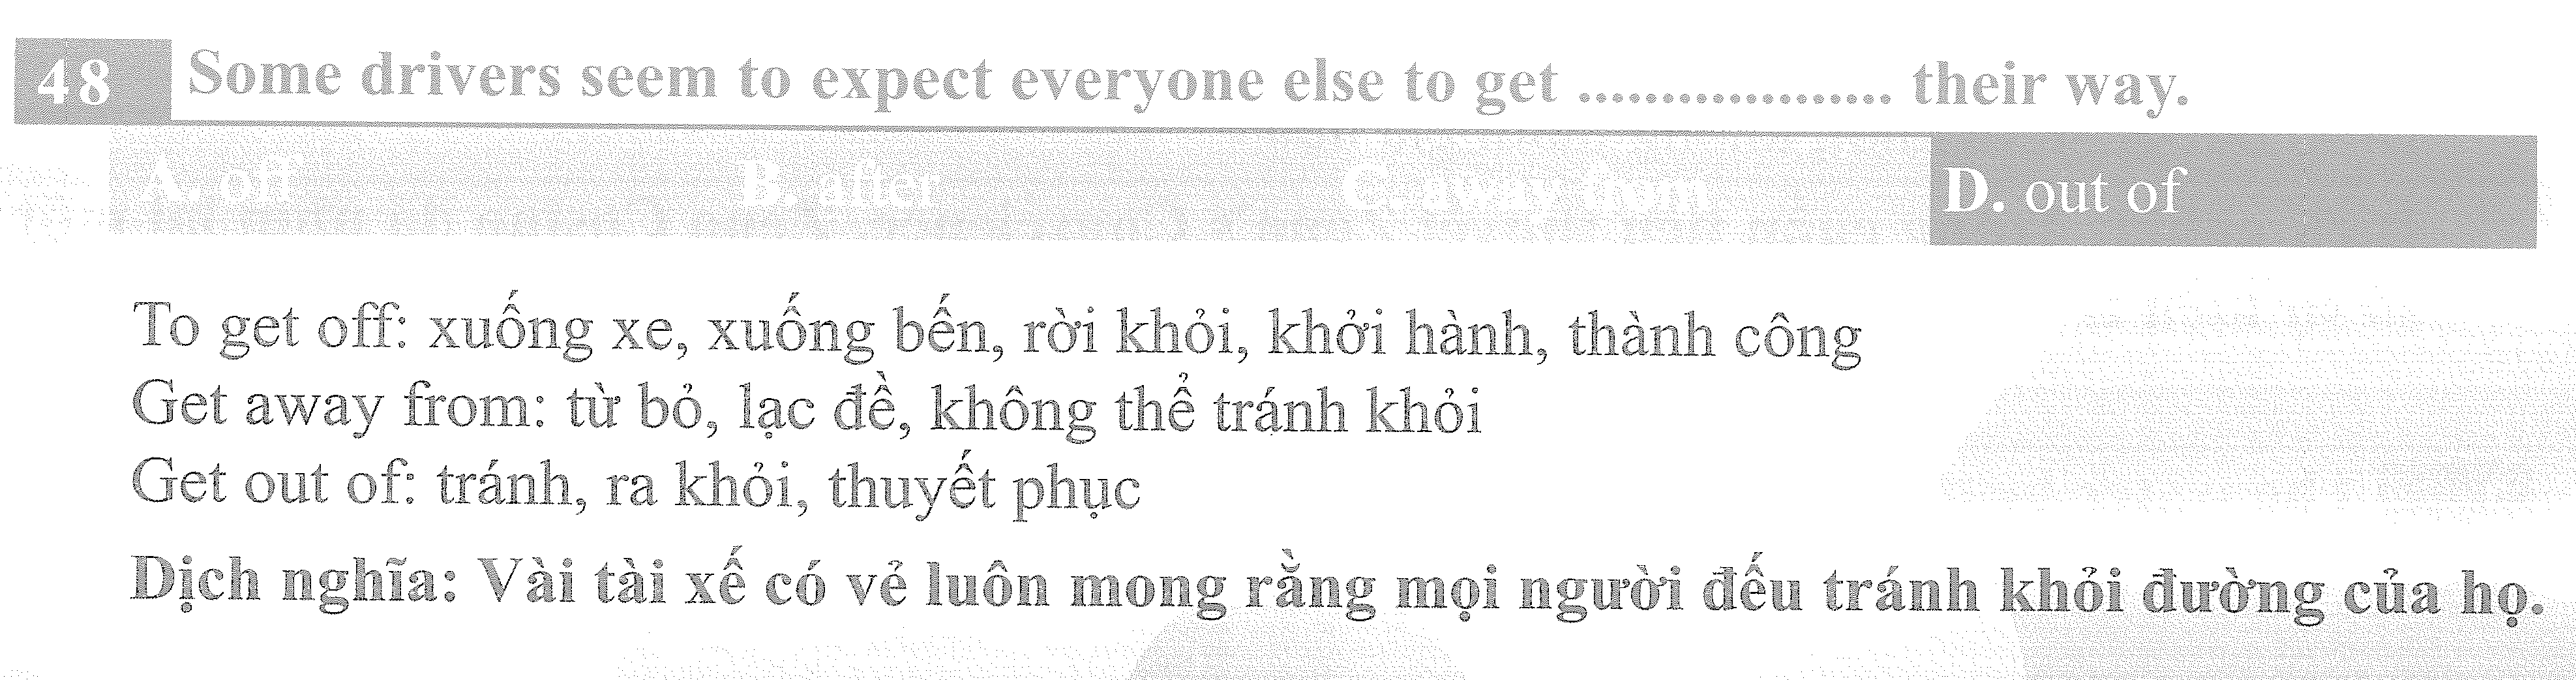 48 Some drivers seem to expect everyone else to get .................. their way.
A. off B. after C. away from D. out of
To get off: xuống xe, xuống bến, rời khỏi, khởi hành, thành công
Get away from: từ bỏ, lạc đề, không thể tránh khỏi
Get out of: tránh, ra khỏi, thuyết phục
Dịch nghĩa: Vài tài xế có vẻ luôn mong rằng mọi người đếu tránh khỏi đường của họ.